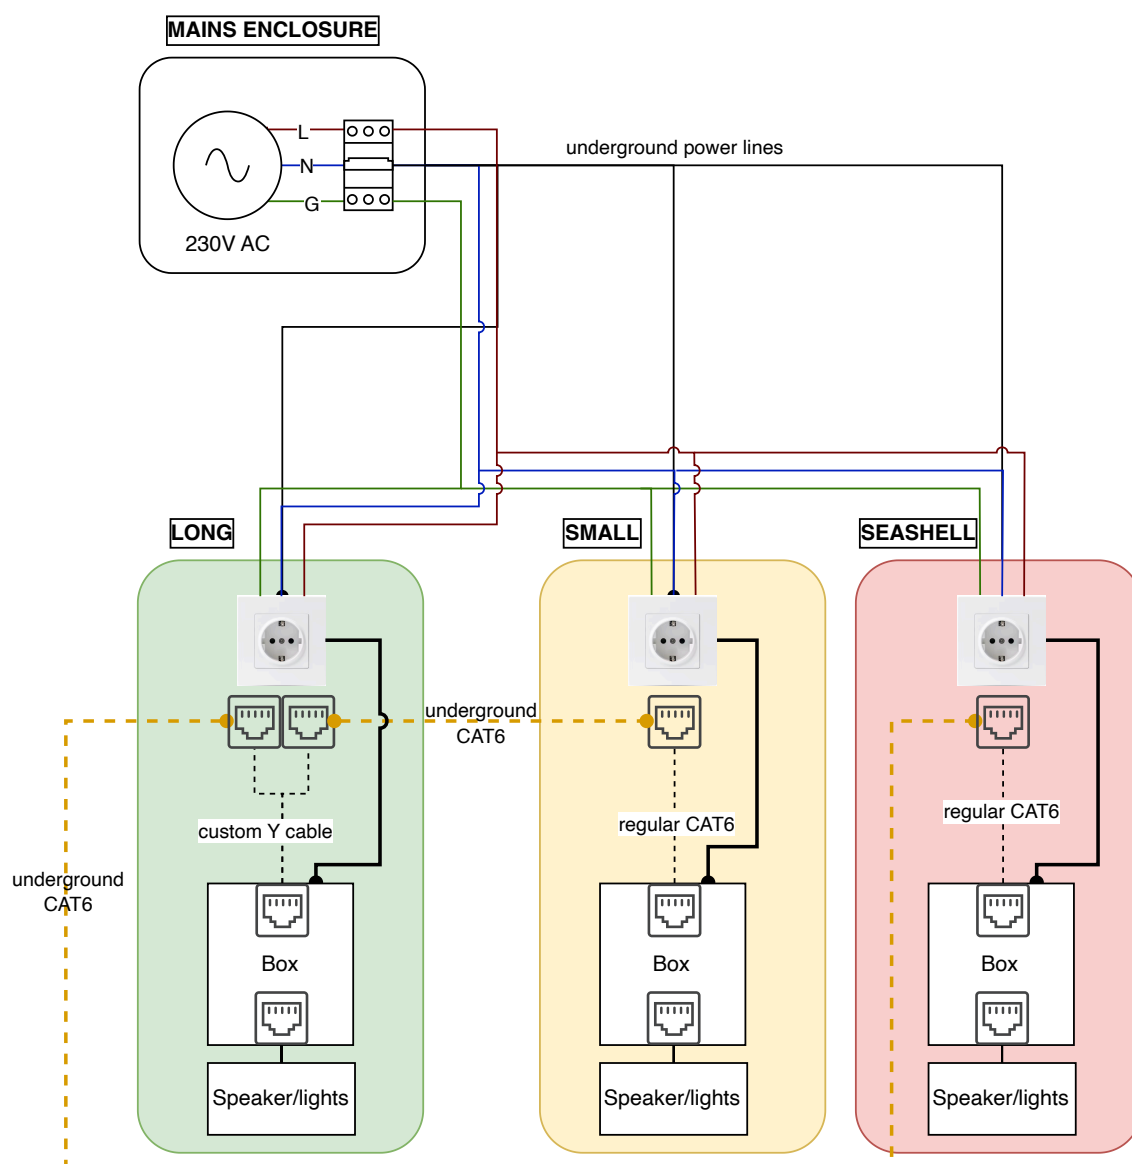 MAINS ENCLOSURE
L
N
G
230V AC
underground power lines
LONG
SMALL
SEASHELL
underground
CAT6
custom Y cable
regular CAT6
regular CAT6
underground
CAT6
Box
Box
Box
Speaker/lights
Speaker/lights
Speaker/lights